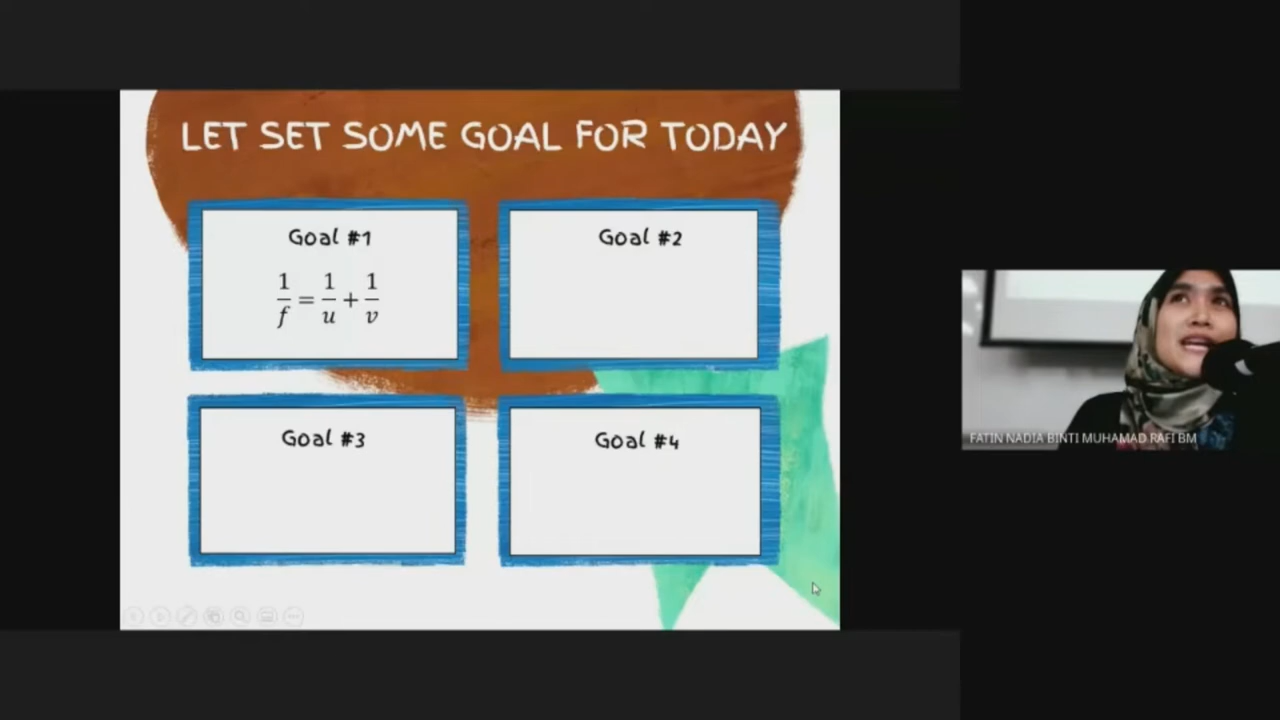 LET SET SOME GOAL FOR TODAY
Goal #1
1/f = 1/u + 1/v
Goal #2
Goal #3
Goal #4
FATIN NADIA BINTI MUHAMAD RAFI BM